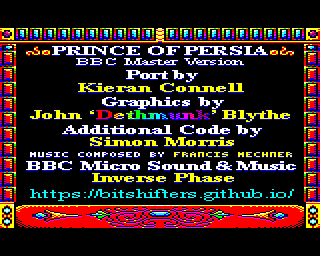 PRINCE OF PERSIA
BBC Master Version
Port by
Kieran Connell
Graphics by
John 'Dethmunk' Blythe
Additional Code by
Simon Morris
MUSIC COMPOSED BY FRANCIS MECHNER
BBC Micro Sound & Music
Inverse Phase
https://bitshifters.github.io/